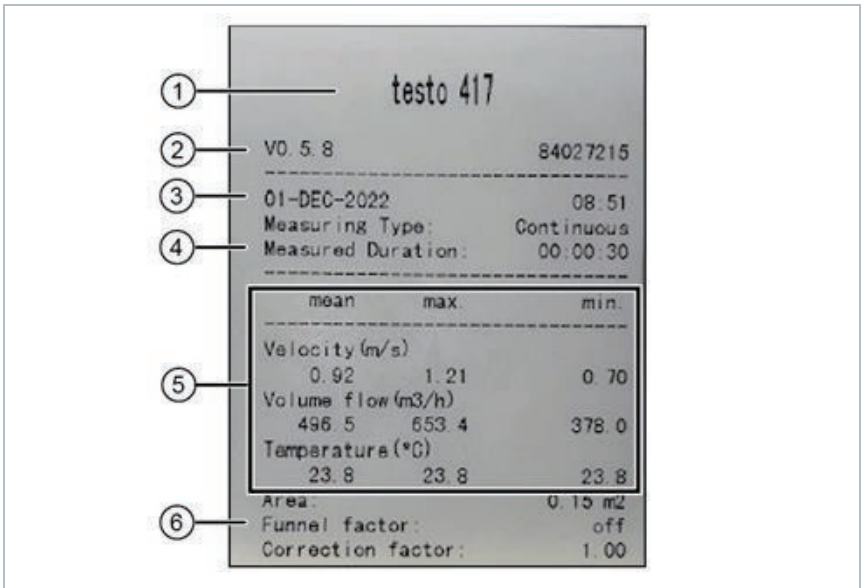 ① testo 417
② V0.5.8 84027215
③ 01-DEC-2022 08:51
Measuring Type: Continuous
④ Measured Duration: 00:00:30
mean max. min.
Velocity(m/s)
⑤ 0.92 1.21 0.70
Volume flow(m3/h)
496.5 653.4 378.0
Temperature(°C)
23.8 23.8 23.8
Area: 0.15 m2
⑥ Funnel factor: off
Correction factor: 1.00